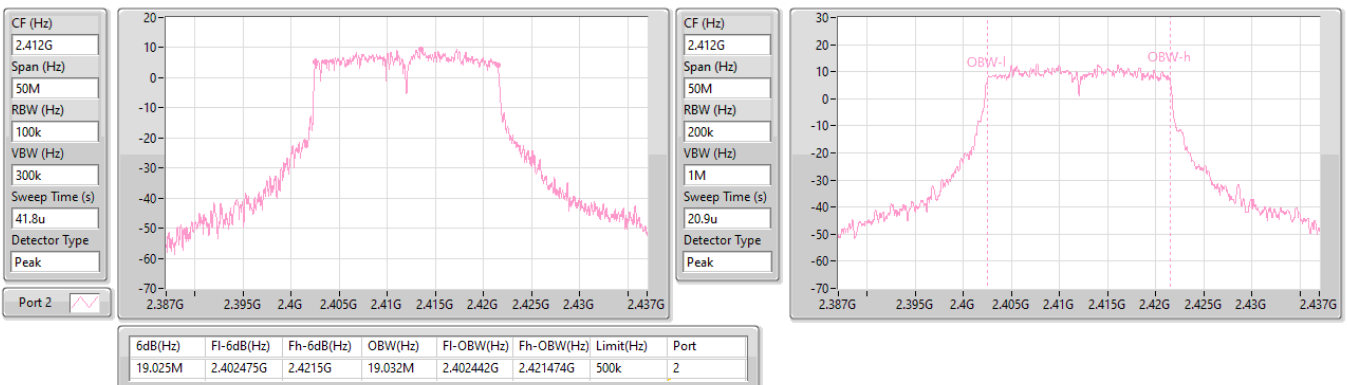 CF (Hz)
2.412G
Span (Hz)
50M
RBW (Hz)
100k
VBW (Hz)
300k
Sweep Time (s)
41.8u
Detector Type
Peak
Port 2
20
10
0
-10
-20
-30
-40
-50
-60
-70
2.387G 2.395G 2.4G 2.405G 2.41G 2.415G 2.42G 2.425G 2.43G 2.437G
CF (Hz)
2.412G
Span (Hz)
50M
RBW (Hz)
200k
VBW (Hz)
1M
Sweep Time (s)
20.9u
Detector Type
Peak
30
20
10
0
-10
-20
-30
-40
-50
-60
-70
OBW-l OBW-h
2.387G 2.395G 2.4G 2.405G 2.41G 2.415G 2.42G 2.425G 2.43G 2.437G
6dB(Hz) Fl-6dB(Hz) Fh-6dB(Hz) OBW(Hz) Fl-OBW(Hz) Fh-OBW(Hz) Limit(Hz) Port
19.025M 2.402475G 2.4215G 19.032M 2.402442G 2.421474G 500k 2